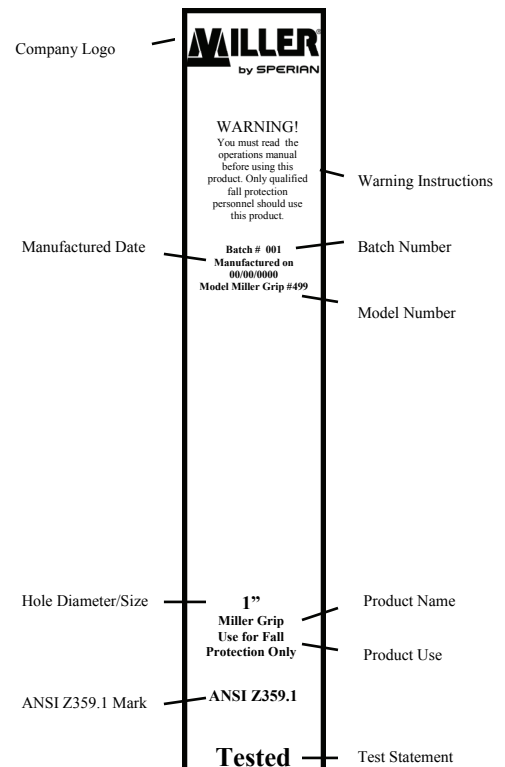 Company Logo
MILLER®
by SPERIAN
WARNING!
You must read the
operations manual
before using this
product. Only qualified
fall protection
personnel should use
this product.
Warning Instructions
Manufactured Date
Batch # 001
Batch Number
Manufactured on
00/00/0000
Model Miller Grip #499
Model Number
Hole Diameter/Size
1”
Product Name
Miller Grip
Use for Fall
Protection Only
Product Use
ANSI Z359.1 Mark
ANSI Z359.1
Tested
Test Statement